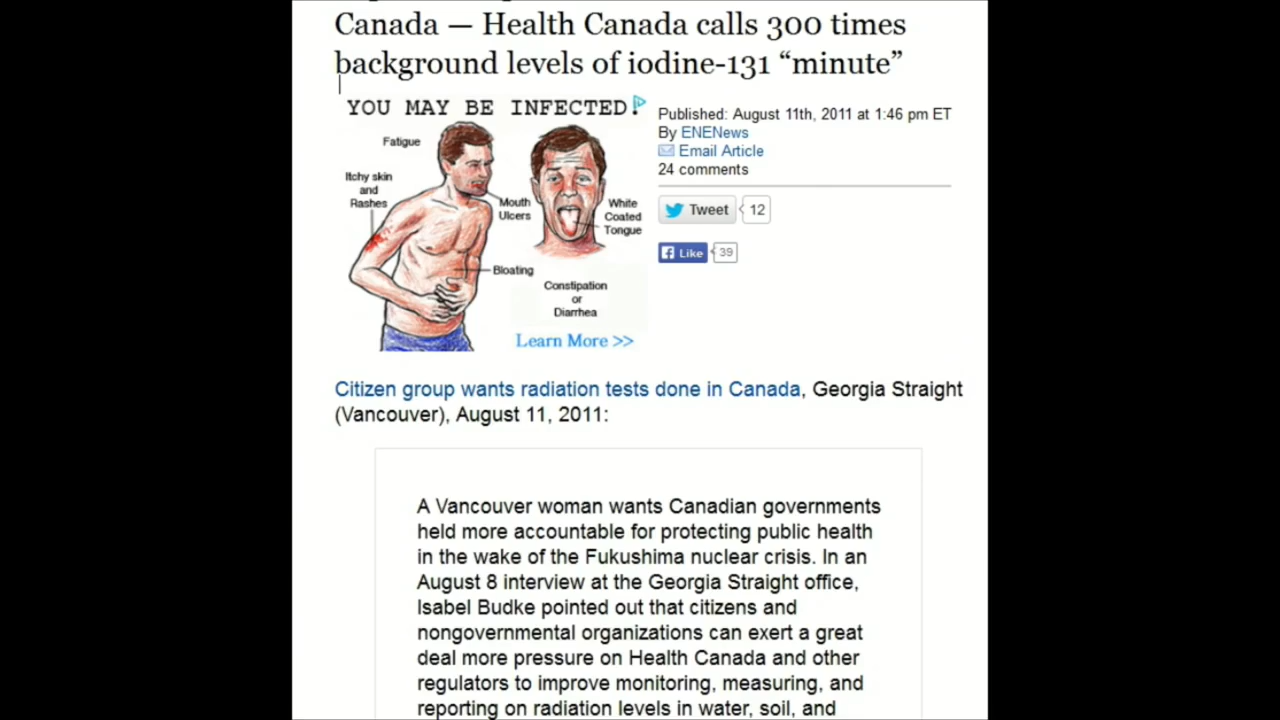 Canada — Health Canada calls 300 times
background levels of iodine-131 “minute”
YOU MAY BE INFECTED!
Fatigue
Itchy skin
and
Rashes
Mouth
Ulcers
White
Coated
Tongue
Bloating
Constipation
or
Diarrhea
Learn More >>
Published: August 11th, 2011 at 1:46 pm ET
By ENENews
Email Article
24 comments
Tweet 12
Like 39
Citizen group wants radiation tests done in Canada, Georgia Straight
(Vancouver), August 11, 2011:
A Vancouver woman wants Canadian governments
held more accountable for protecting public health
in the wake of the Fukushima nuclear crisis. In an
August 8 interview at the Georgia Straight office,
Isabel Budke pointed out that citizens and
nongovernmental organizations can exert a great
deal more pressure on Health Canada and other
regulators to improve monitoring, measuring, and
reporting on radiation levels in water, soil, and